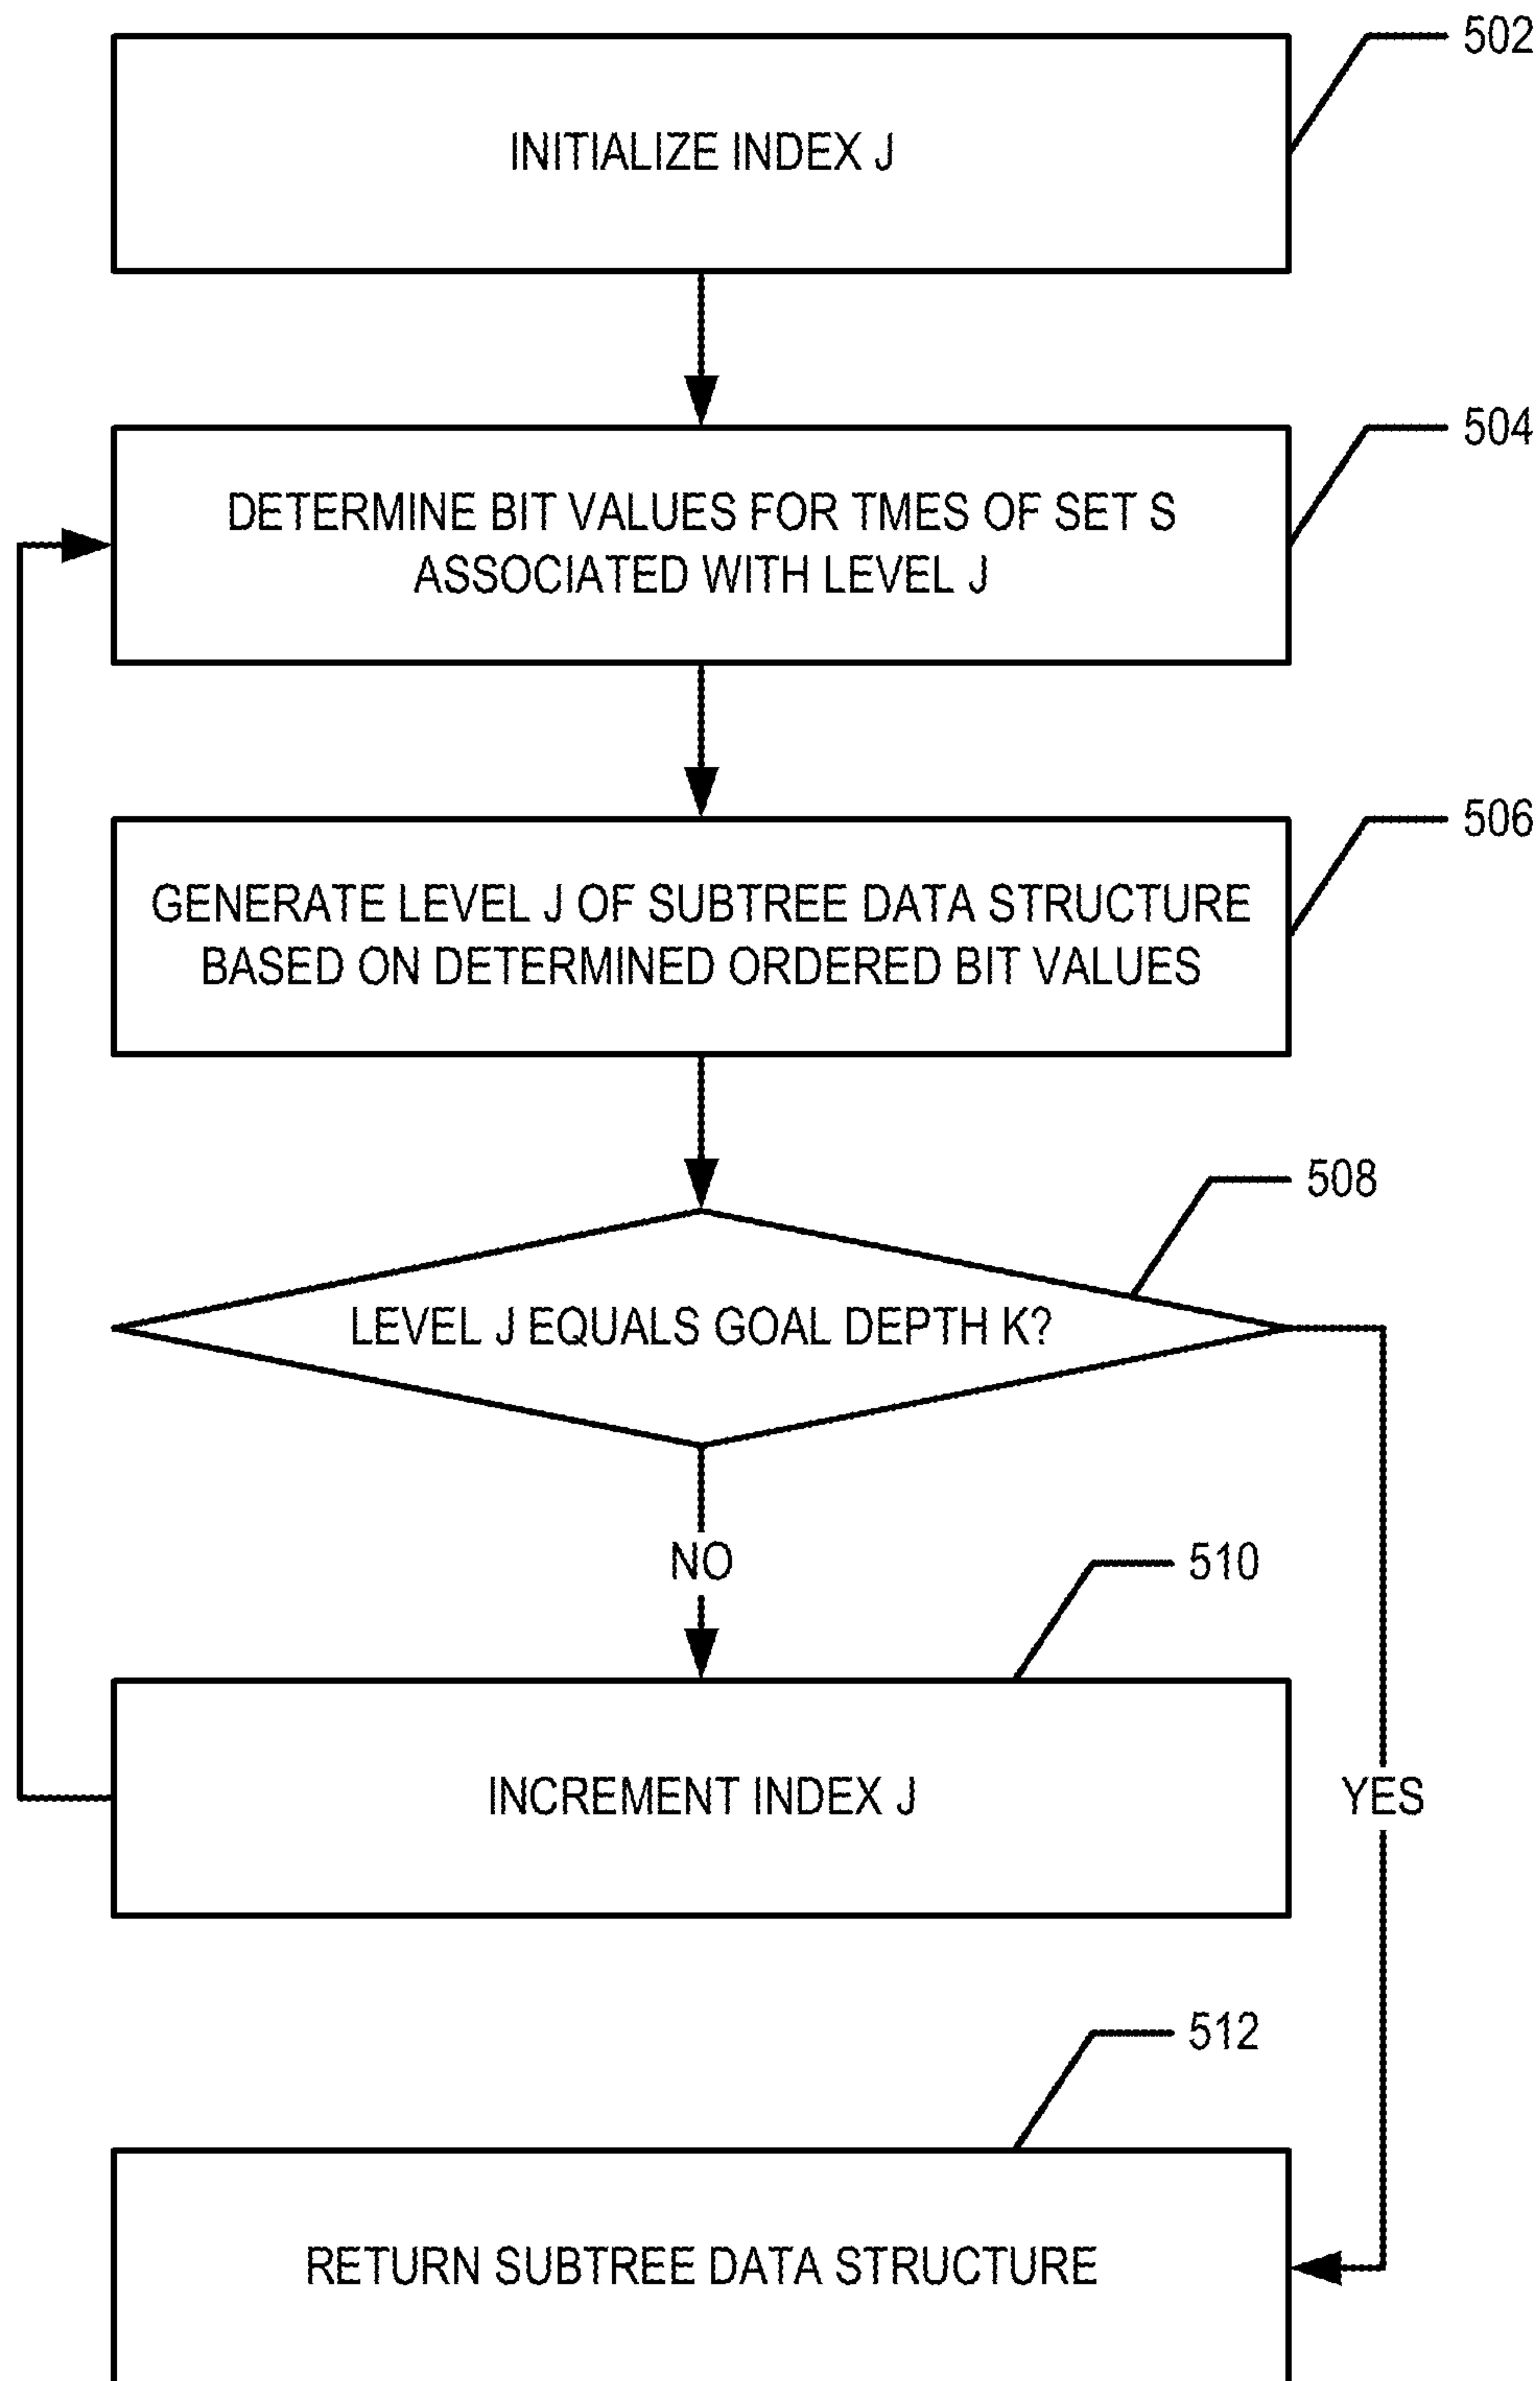 502
INITIALIZE INDEX J
504
DETERMINE BIT VALUES FOR TMES OF SET S
ASSOCIATED WITH LEVEL J
506
GENERATE LEVEL J OF SUBTREE DATA STRUCTURE
BASED ON DETERMINED ORDERED BIT VALUES
508
LEVEL J EQUALS GOAL DEPTH K?
NO
510
INCREMENT INDEX J
YES
512
RETURN SUBTREE DATA STRUCTURE